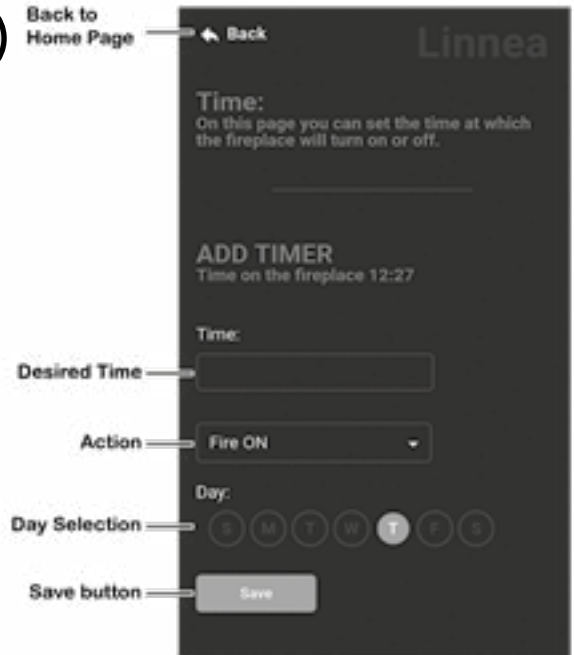 Back to
Home Page
)
Back
Linnea
Time:
On this page you can set the time at which
the fireplace will turn on or off.
ADD TIMER
Time on the fireplace 12:27
Time:
Desired Time
Action
Fire ON
Day:
Day Selection
S M T W T F S
Save button
Save